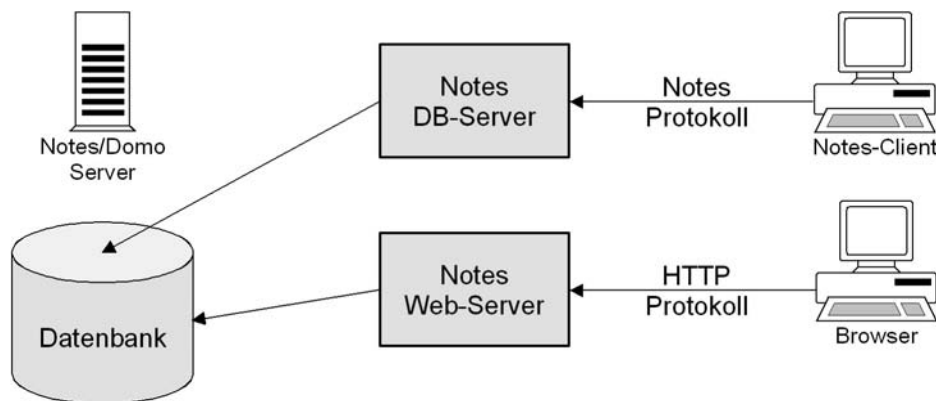 Notes/Domo
Server
Notes
DB-Server
Notes
Protokoll
Notes-Client
Datenbank
Notes
Web-Server
HTTP
Protokoll
Browser